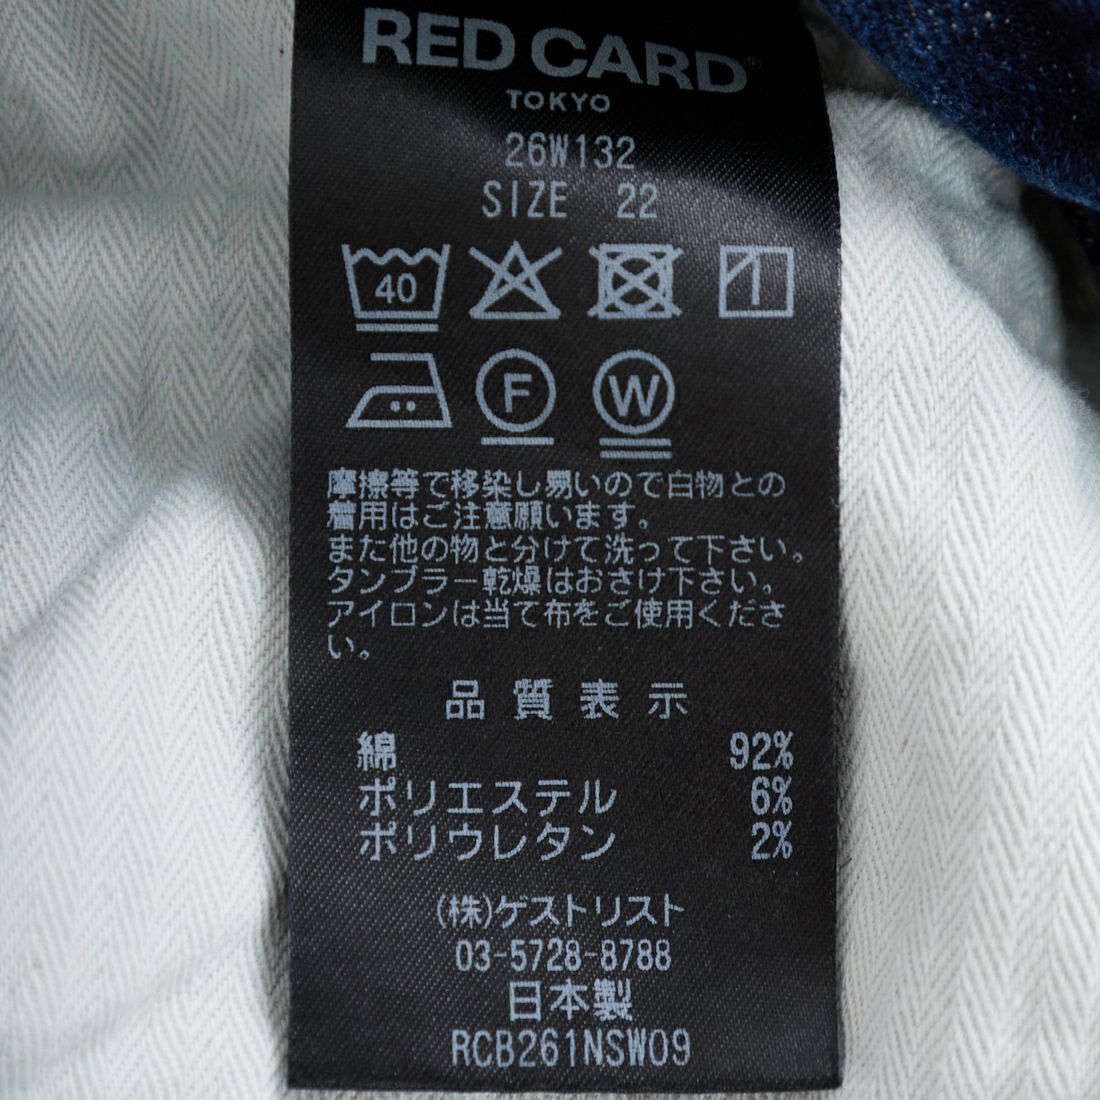 RED CARD®
TOKYO
26W132
SIZE 22
40
F
W
摩擦等で移染し易いので白物との
着用はご注意願います。
また他の物と分けて洗って下さい。
タンブラー乾燥はおさけ下さい。
アイロンは当て布をご使用くださ
い。
品質表示
綿 92%
ポリエステル 6%
ポリウレタン 2%
(株)ゲストリスト
03-5728-8788
日本製
RCB261NSW09